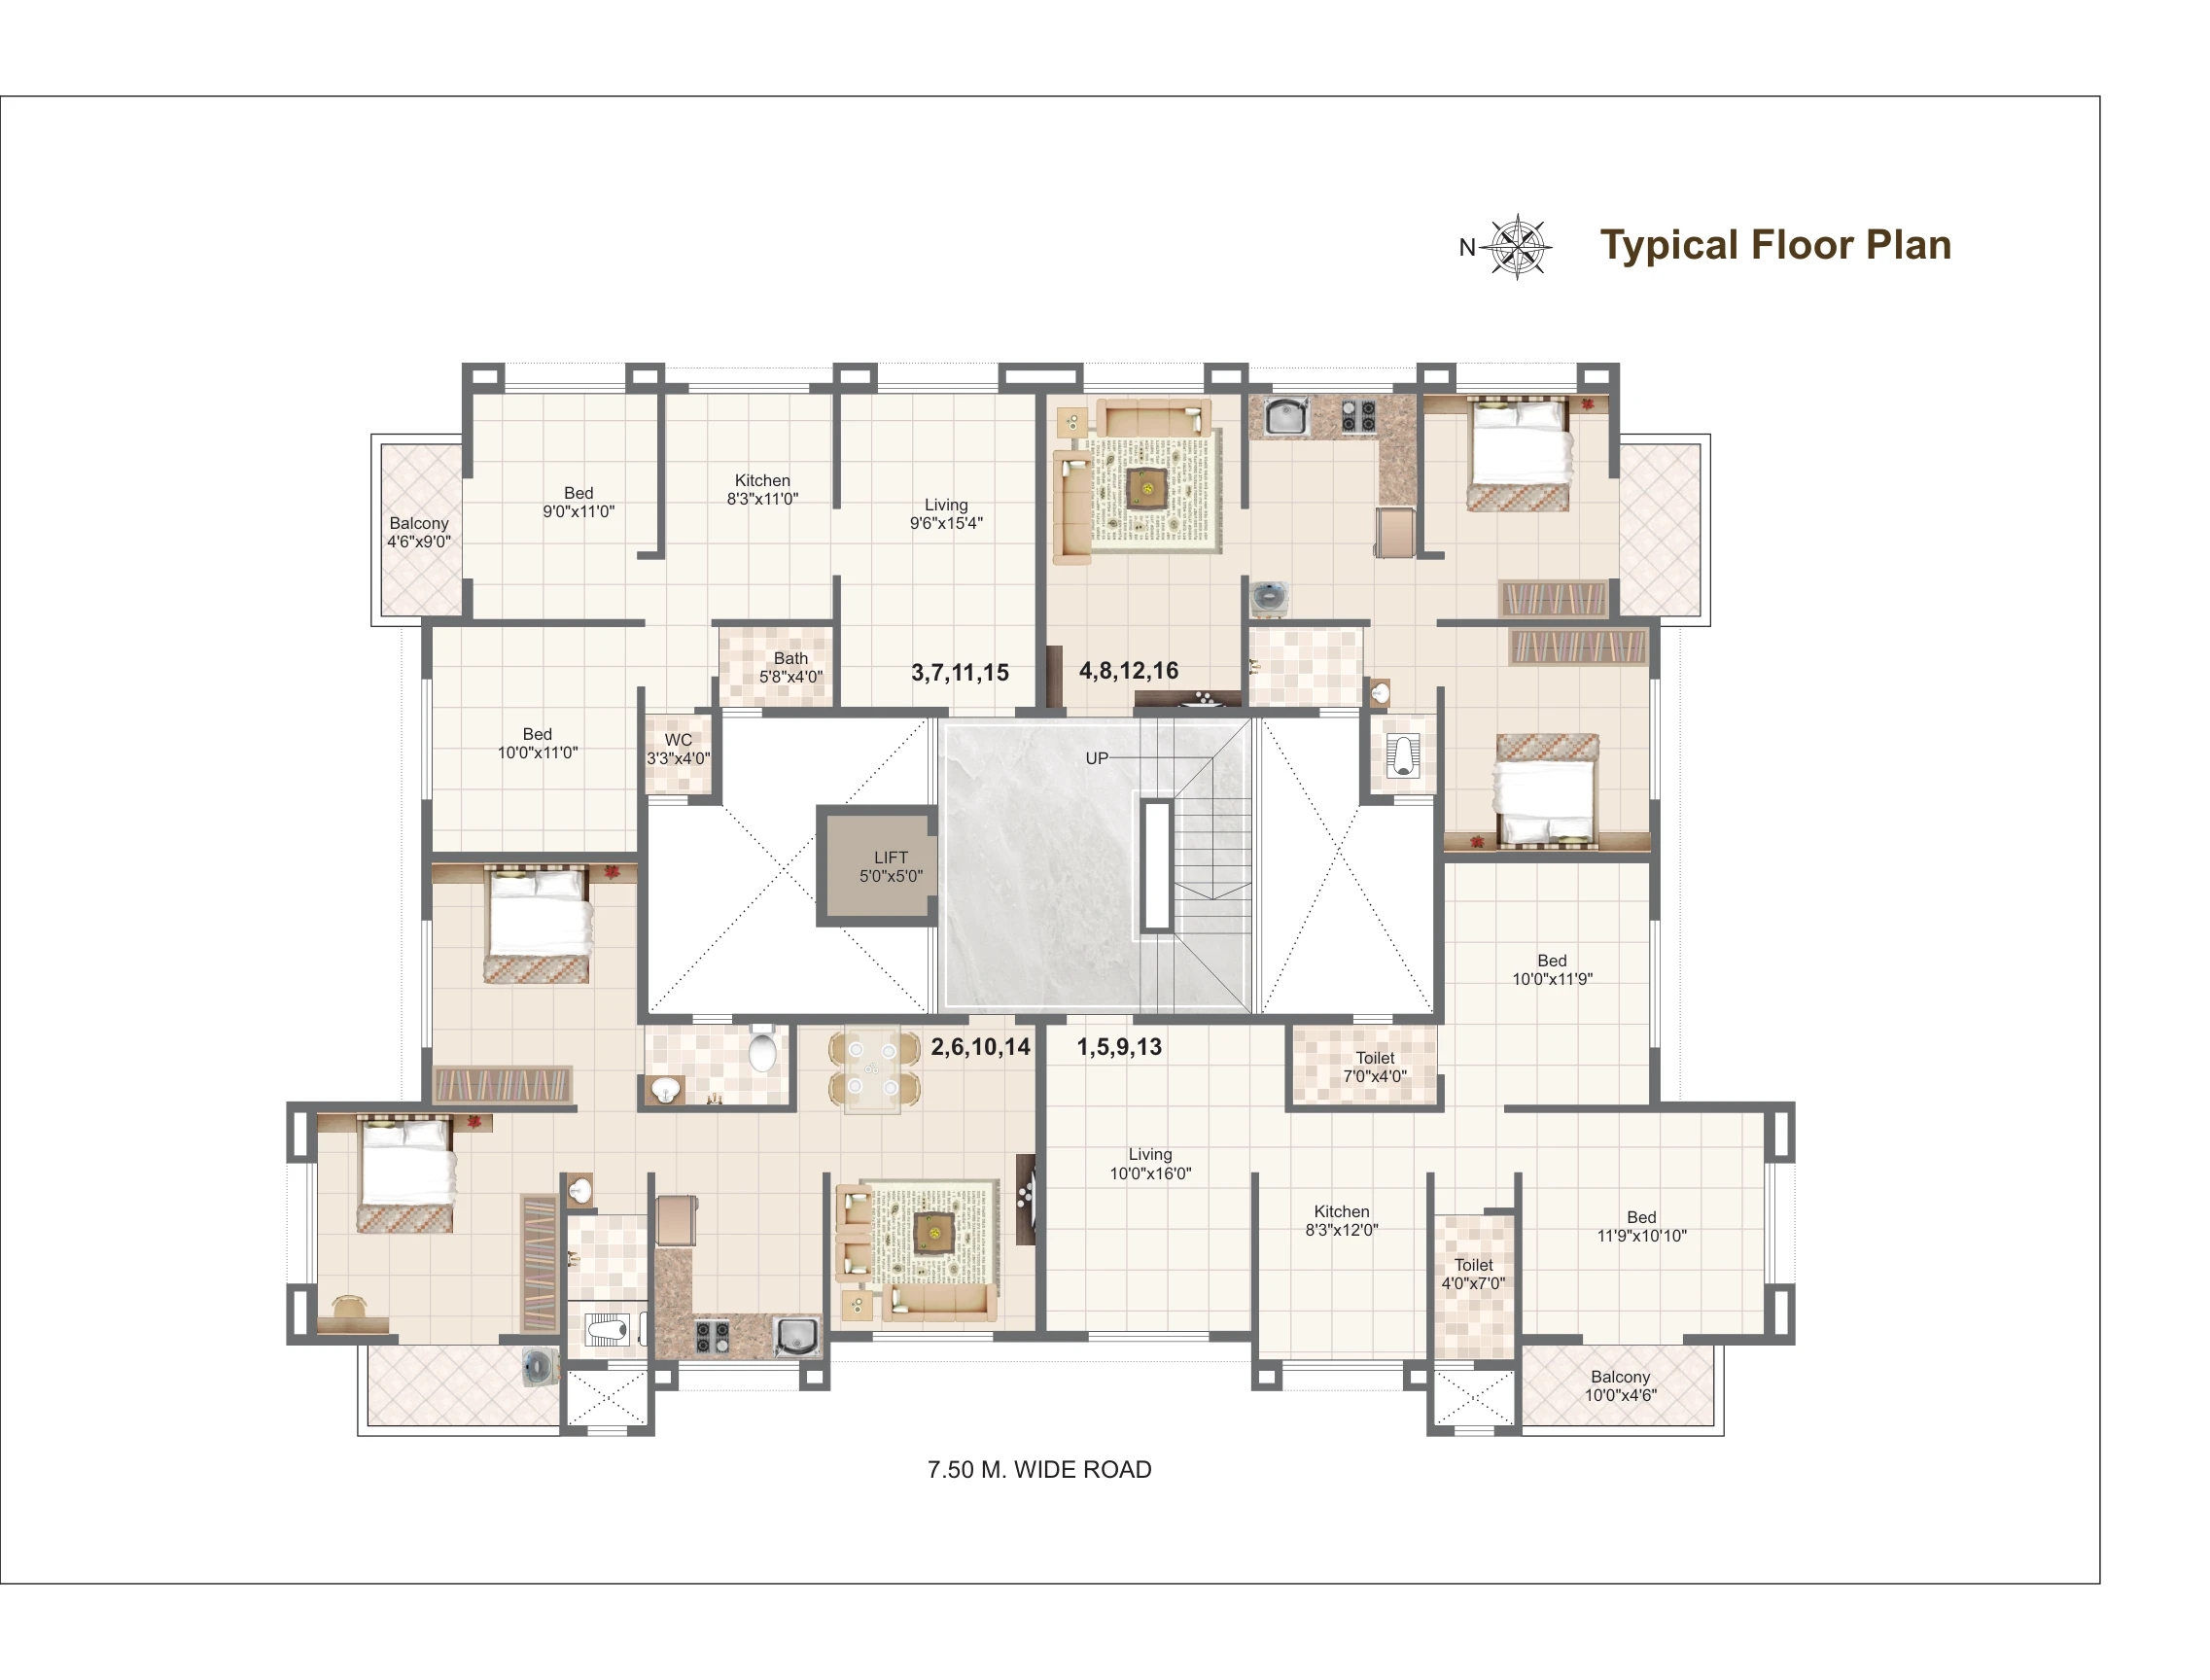 N
Typical Floor Plan
Bed
9'0"x11'0"
Kitchen
8'3"x11'0"
Living
9'6"x15'4"
Balcony
4'6"x9'0"
Bath
5'8"x4'0"
3,7,11,15
4,8,12,16
Bed
10'0"x11'0"
WC
3'3"x4'0"
UP
LIFT
5'0"x5'0"
Bed
10'0"x11'9"
2,6,10,14
1,5,9,13
Toilet
7'0"x4'0"
Living
10'0"x16'0"
Kitchen
8'3"x12'0"
Bed
11'9"x10'10"
Toilet
4'0"x7'0"
Balcony
10'0"x4'6"
7.50 M. WIDE ROAD